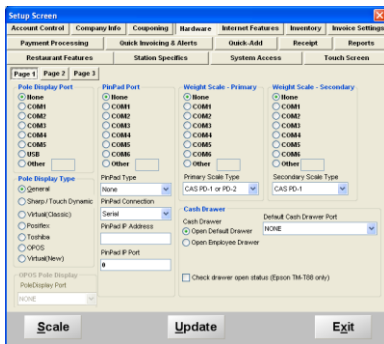 Setup Screen
Account Control Company Info Couponing Hardware Internet Features Inventory Invoice Settings
Payment Processing Quick Invoicing & Alerts Quick-Add Receipt Reports
Restaurant Features Station Specifics System Access Touch Screen
Page 1 Page 2 Page 3
Pole Display Port PinPad Port Weight Scale - Primary Weight Scale - Secondary
None None None None
COM1 COM1 COM1 COM1
COM2 COM2 COM2 COM2
COM3 COM3 COM3 COM3
COM4 COM4 COM4 COM4
COM5 COM5 COM5 COM5
USB COM6 COM6 COM6
Other Other Other Other
Pole Display Type PinPad Type Primary Scale Type Secondary Scale Type
General None CAS PD-1 or PD-2 CAS PD-1
Sharp / Touch Dynamic PinPad Connection
Virtual(Classic) Serial Cash Drawer
Posiflex PinPad IP Address Cash Drawer Default Cash Drawer Port
Toshiba Open Default Drawer NONE
OPOS PinPad IP Port Open Employee Drawer
Virtual(New) 0
OPOS Pole Display Check drawer open status (Epson TM-T88 only)
PoleDisplay Port
NONE
Scale Update Exit